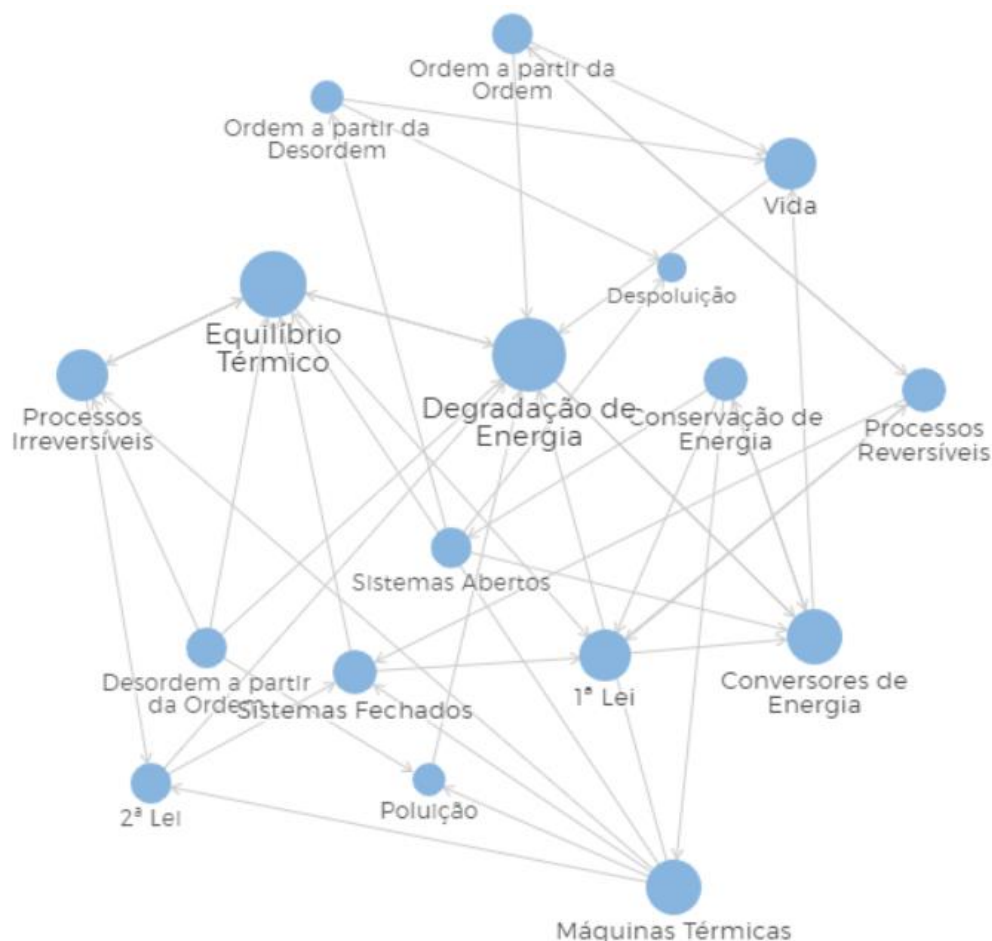 Ordem a partir da
Ordem
Ordem a partir da
Desordem
Vida
Despoluição
Equilíbrio
Térmico
Processos
Irreversíveis
Degradação de
Energia
Conservação de
Energia
Processos
Reversíveis
Sistemas Abertos
Desordem a partir
da Ordem
Sistemas Fechados
1ª Lei
Conversores de
Energia
2ª Lei
Poluição
Máquinas Térmicas